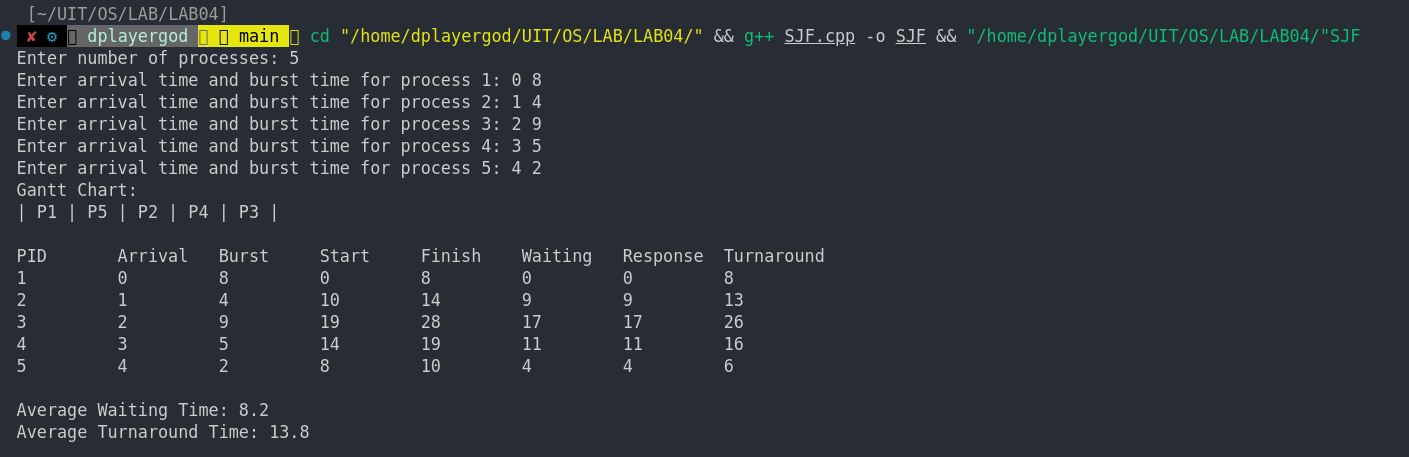 [~/UIT/OS/LAB/LAB04]
✘ ⚙ dplayergod main cd "/home/dplayergod/UIT/OS/LAB/LAB04/" && g++ SJF.cpp -o SJF && "/home/dplayergod/UIT/OS/LAB/LAB04/"SJF
Enter number of processes: 5
Enter arrival time and burst time for process 1: 0 8
Enter arrival time and burst time for process 2: 1 4
Enter arrival time and burst time for process 3: 2 9
Enter arrival time and burst time for process 4: 3 5
Enter arrival time and burst time for process 5: 4 2
Gantt Chart:
| P1 | P5 | P2 | P4 | P3 |
PID Arrival Burst Start Finish Waiting Response Turnaround
1 0 8 0 8 0 0 8
2 1 4 10 14 9 9 13
3 2 9 19 28 17 17 26
4 3 5 14 19 11 11 16
5 4 2 8 10 4 4 6
Average Waiting Time: 8.2
Average Turnaround Time: 13.8